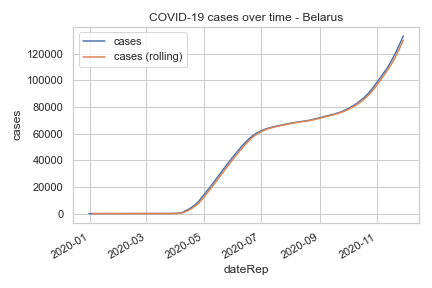 COVID-19 cases over time - Belarus
cases
cases (rolling)
120000
100000
80000
60000
40000
20000
0
cases
2020-01
2020-03
2020-05
2020-07
2020-09
2020-11
dateRep